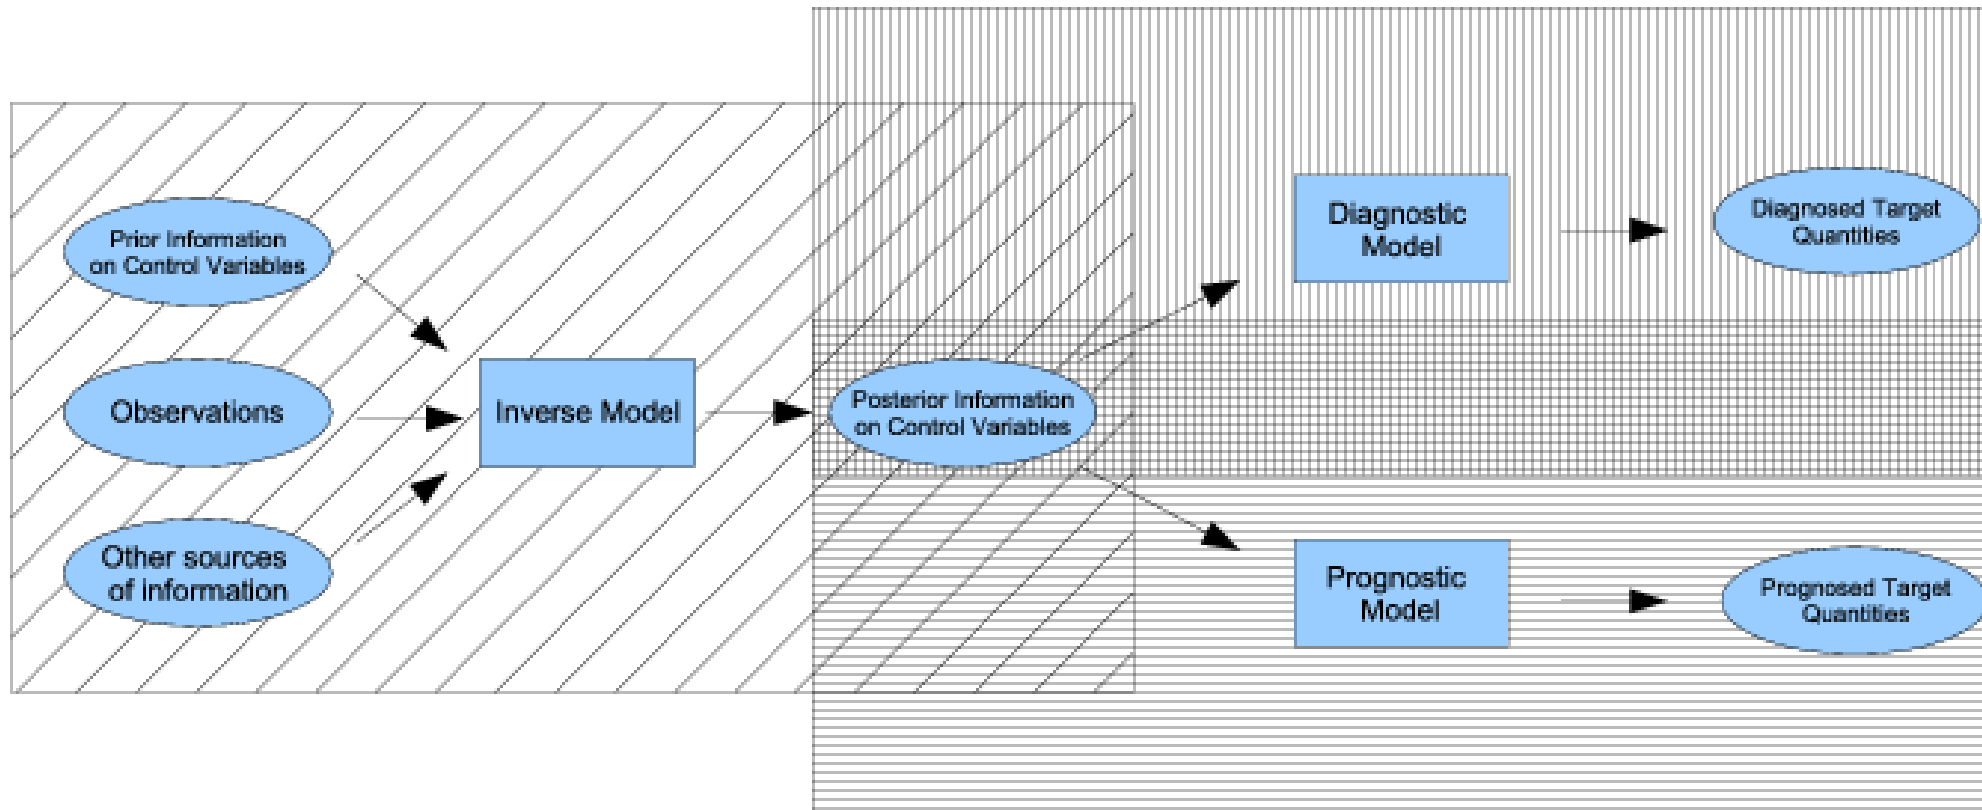 Prior Information
on Control Variables
Observations
Other sources
of information
Inverse Model
Posterior Information
on Control Variables
Diagnostic
Model
Diagnosed Target
Quantities
Prognostic
Model
Prognosed Target
Quantities